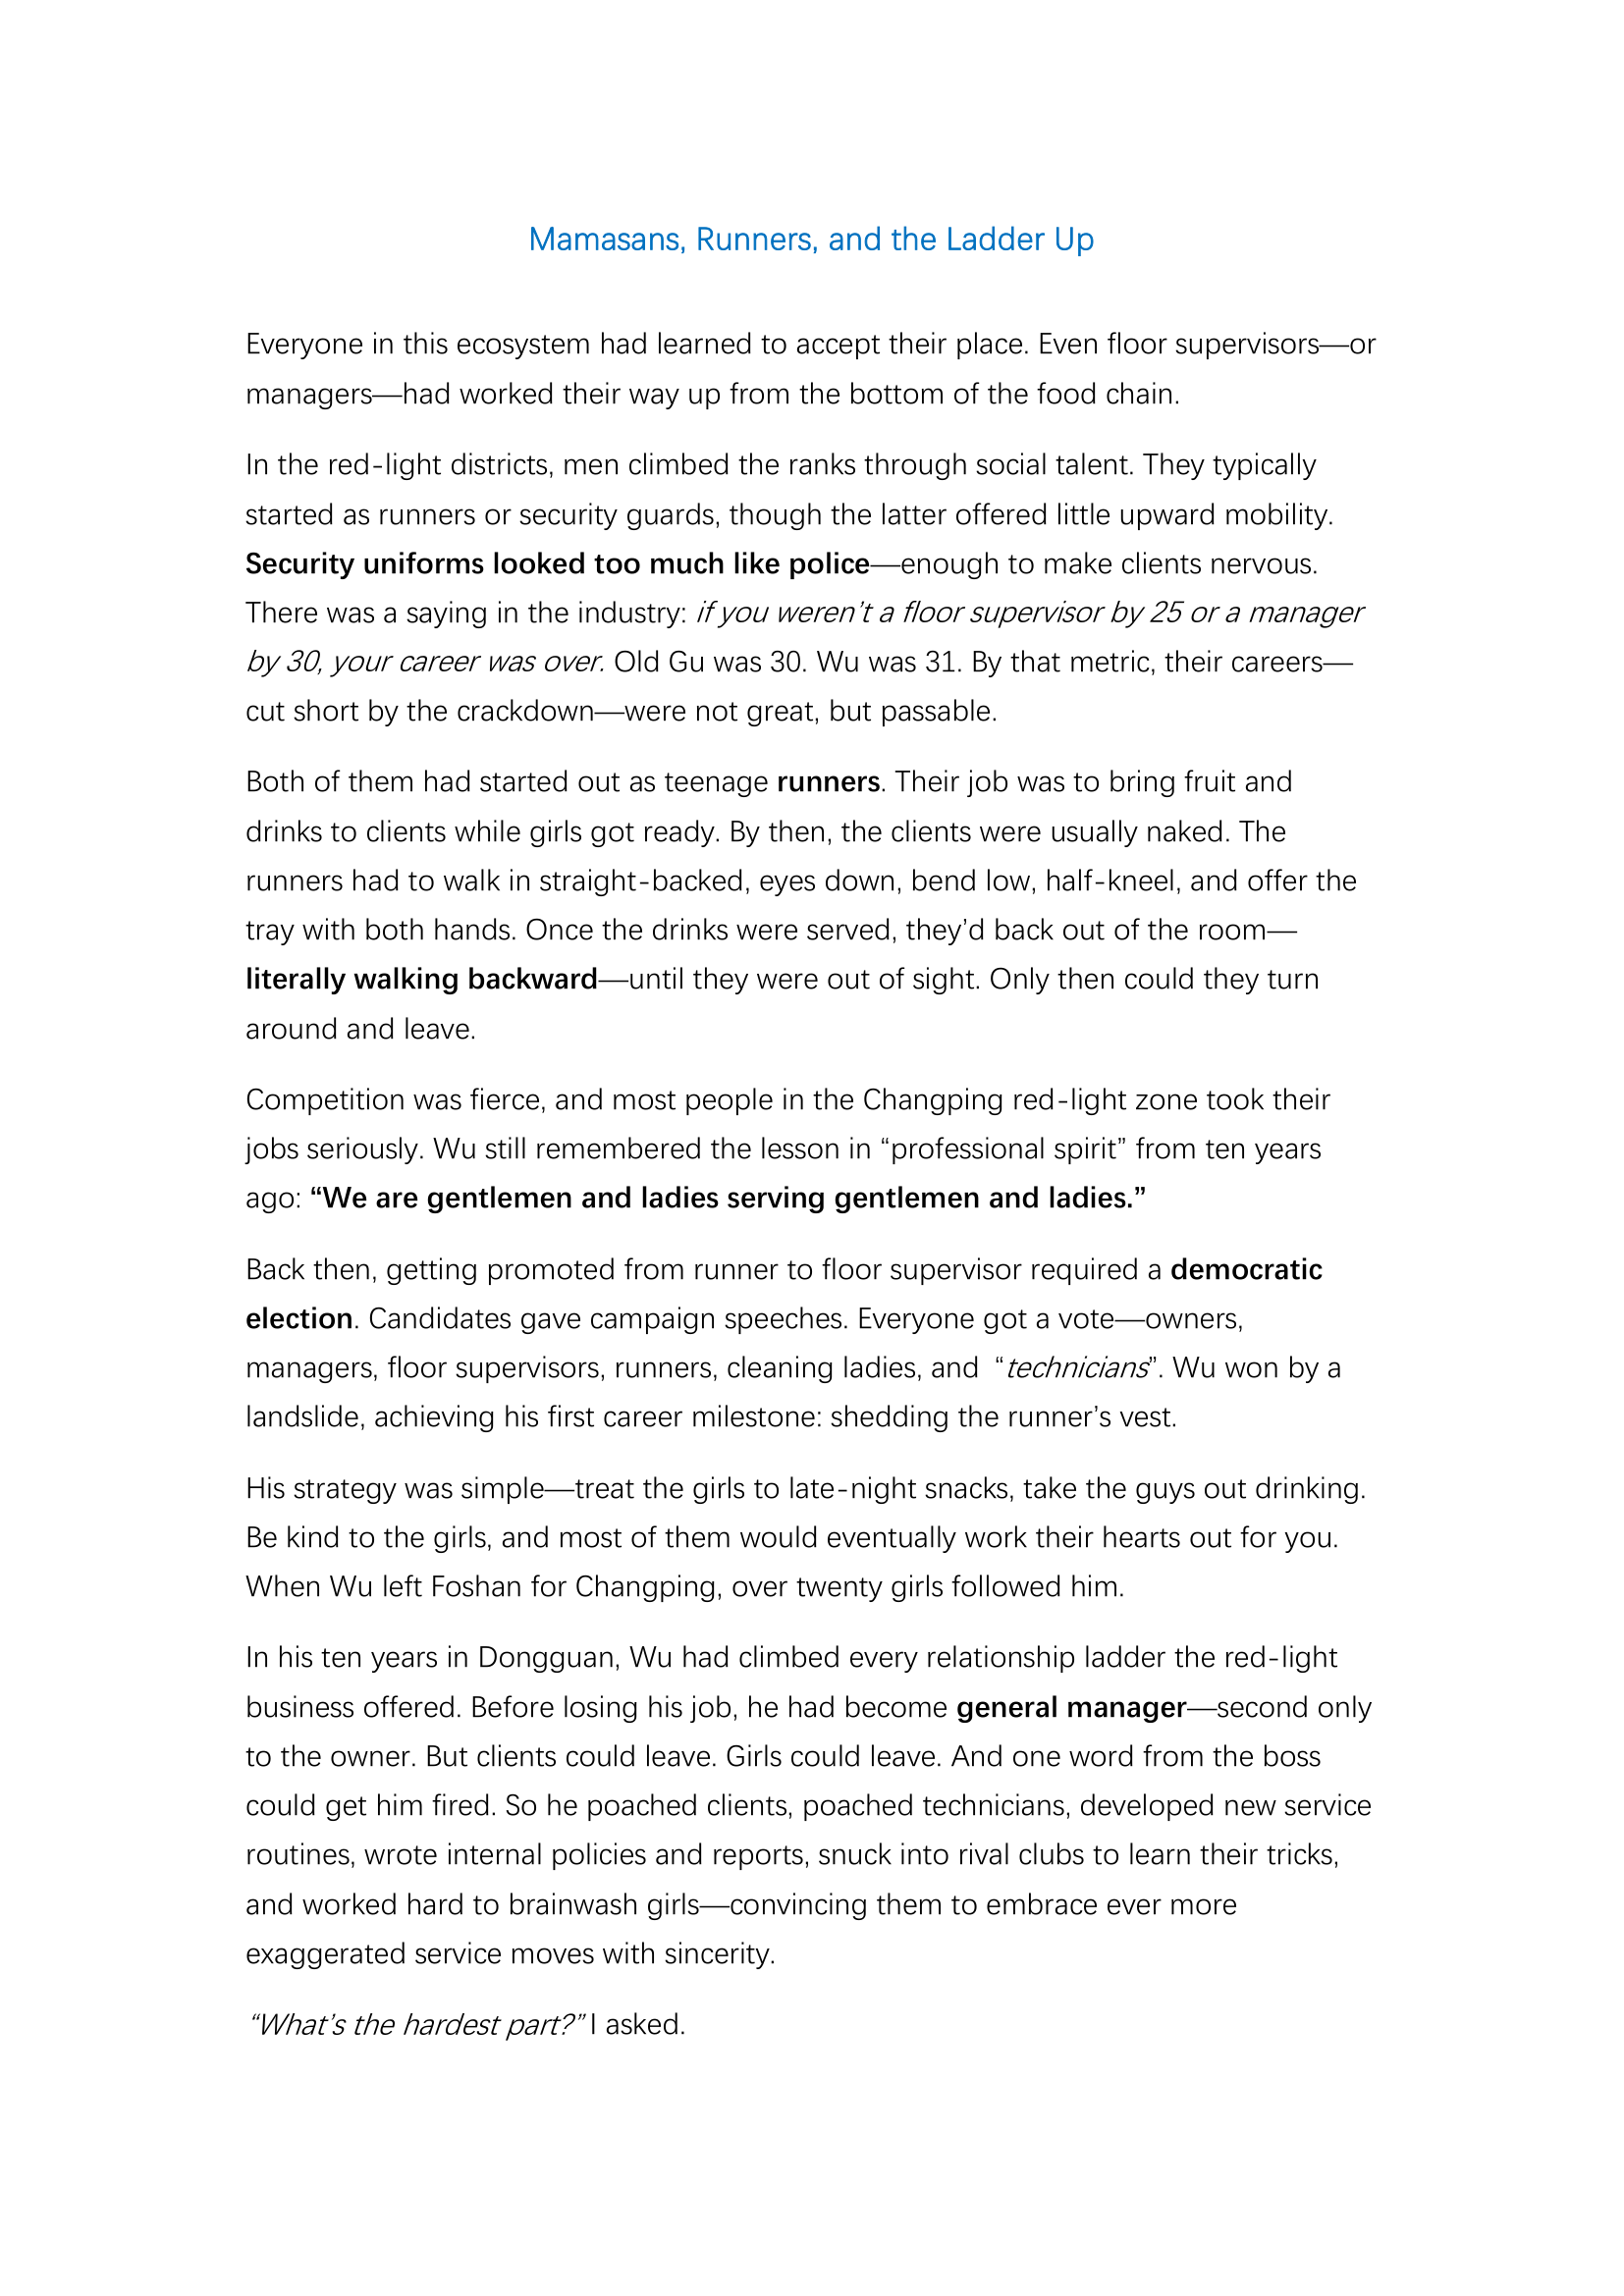 Mamasans, Runners, and the Ladder Up
Everyone in this ecosystem had learned to accept their place. Even floor supervisors—or
managers—had worked their way up from the bottom of the food chain.
In the red-light districts, men climbed the ranks through social talent. They typically
started as runners or security guards, though the latter offered little upward mobility.
Security uniforms looked too much like police—enough to make clients nervous.
There was a saying in the industry: if you weren’t a floor supervisor by 25 or a manager
by 30, your career was over. Old Gu was 30. Wu was 31. By that metric, their careers—
cut short by the crackdown—were not great, but passable.
Both of them had started out as teenage runners. Their job was to bring fruit and
drinks to clients while girls got ready. By then, the clients were usually naked. The
runners had to walk in straight-backed, eyes down, bend low, half-kneel, and offer the
tray with both hands. Once the drinks were served, they’d back out of the room—
literally walking backward—until they were out of sight. Only then could they turn
around and leave.
Competition was fierce, and most people in the Changping red-light zone took their
jobs seriously. Wu still remembered the lesson in “professional spirit” from ten years
ago: “We are gentlemen and ladies serving gentlemen and ladies.”
Back then, getting promoted from runner to floor supervisor required a democratic
election. Candidates gave campaign speeches. Everyone got a vote—owners,
managers, floor supervisors, runners, cleaning ladies, and “technicians”. Wu won by a
landslide, achieving his first career milestone: shedding the runner’s vest.
His strategy was simple—treat the girls to late-night snacks, take the guys out drinking.
Be kind to the girls, and most of them would eventually work their hearts out for you.
When Wu left Foshan for Changping, over twenty girls followed him.
In his ten years in Dongguan, Wu had climbed every relationship ladder the red-light
business offered. Before losing his job, he had become general manager—second only
to the owner. But clients could leave. Girls could leave. And one word from the boss
could get him fired. So he poached clients, poached technicians, developed new service
routines, wrote internal policies and reports, snuck into rival clubs to learn their tricks,
and worked hard to brainwash girls—convincing them to embrace ever more
exaggerated service moves with sincerity.
“What’s the hardest part?” I asked.